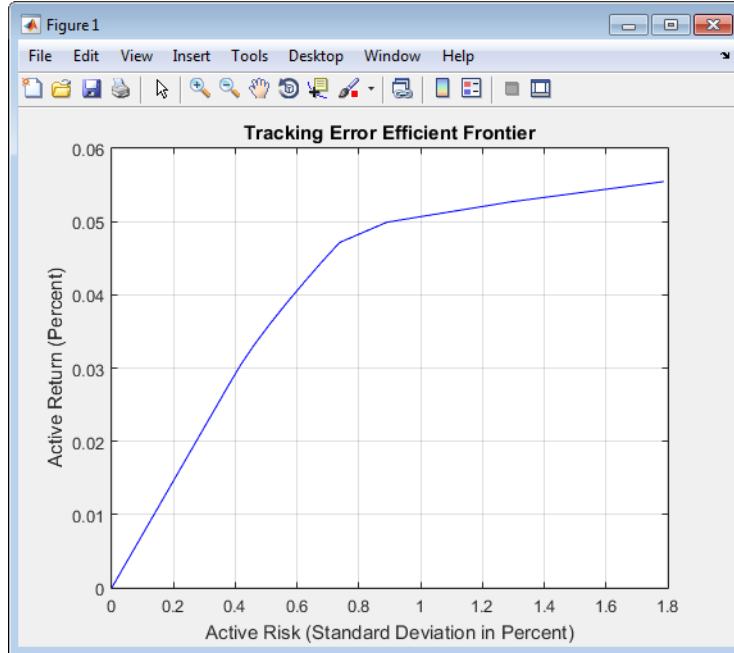 Figure 1
File Edit View Insert Tools Desktop Window Help
Tracking Error Efficient Frontier
0.06
0.05
0.04
0.03
0.02
0.01
0
Active Return (Percent)
0 0.2 0.4 0.6 0.8 1 1.2 1.4 1.6 1.8
Active Risk (Standard Deviation in Percent)